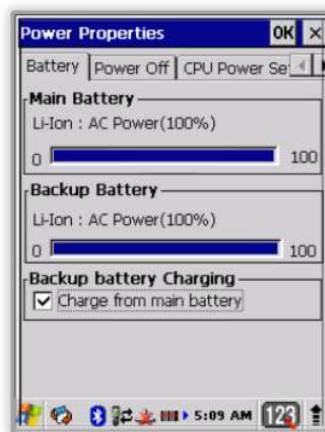 Power Properties OK ×
Battery Power Off CPU Power Se
Main Battery
Li-Ion : AC Power(100%)
0 100
Backup Battery
Li-Ion : AC Power(100%)
0 100
Backup battery Charging
Charge from main battery
5:09 AM 123